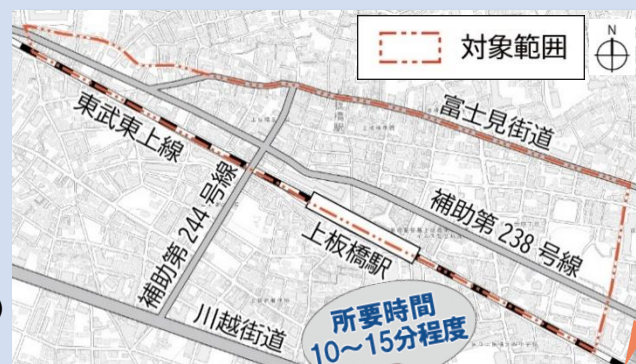 対象範囲
N
富士見街道
東武東上線
補助第244号線
上板橋駅
補助第238号線
川越街道
所要時間
10～15分程度